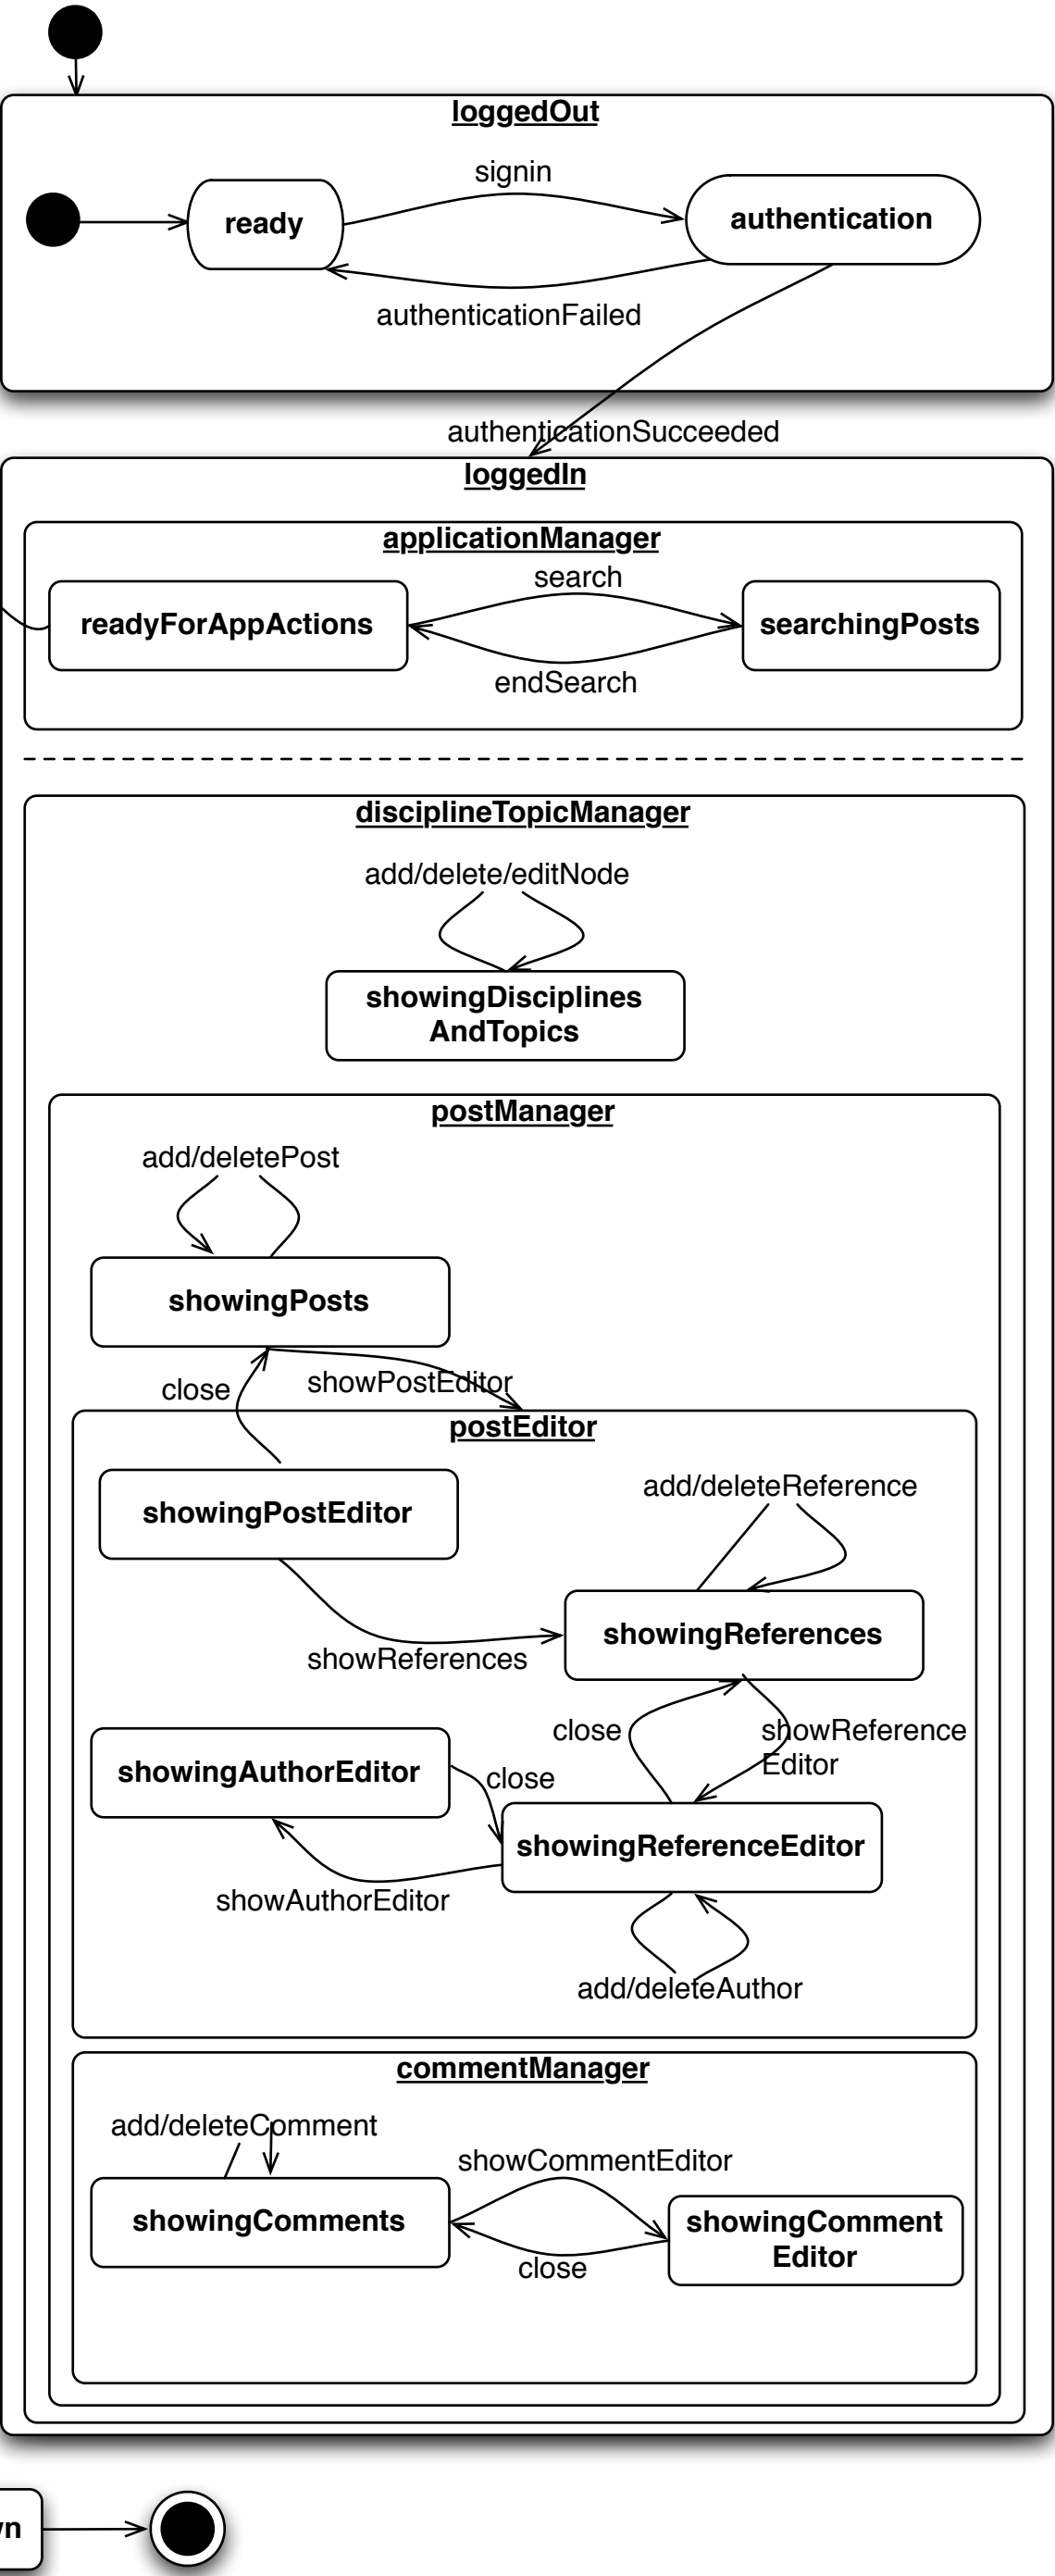 loggedOut
signin
ready
authentication
authenticationFailed
authenticationSucceeded
loggedIn
applicationManager
search
readyForAppActions
searchingPosts
endSearch
disciplineTopicManager
add/delete/editNode
showingDisciplines
AndTopics
postManager
add/deletePost
showingPosts
close
showPostEditor
postEditor
add/deleteReference
showingPostEditor
showingReferences
showReferences
close
showReference
Editor
showingAuthorEditor
close
showingReferenceEditor
showAuthorEditor
add/deleteAuthor
commentManager
add/deleteComment
showCommentEditor
showingComments
showingComment
Editor
close